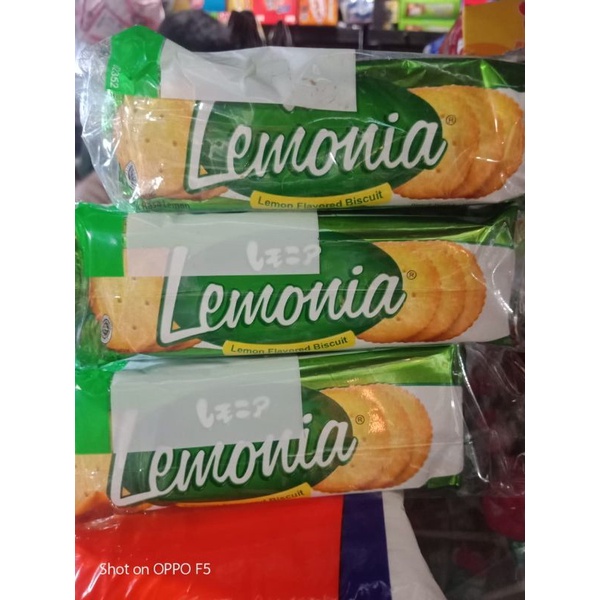 Lemonia®
Lemon Flavored Biscuit
レモニア
Lemonia®
Lemon Flavored Biscuit
レモニア
Lemonia®
Biscuit
Shot on OPPO F5